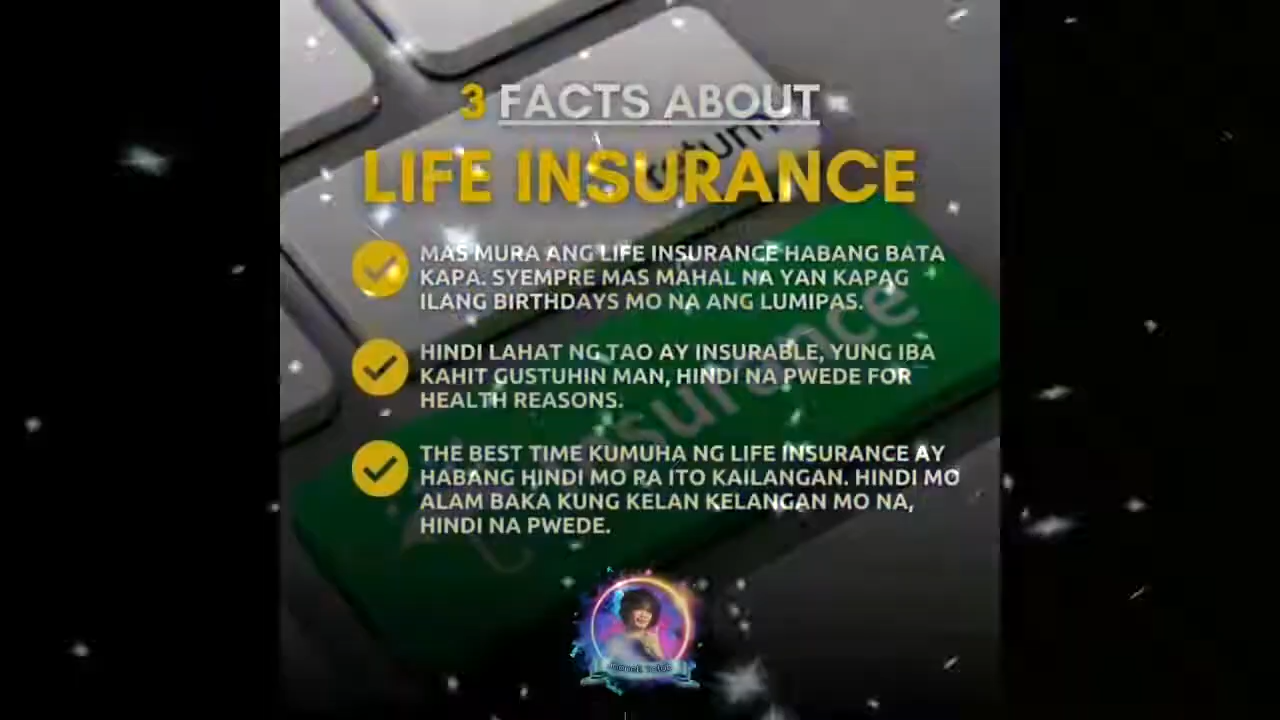 3 FACTS ABOUT
LIFE INSURANCE
MAS MURA ANG LIFE INSURANCE HABANG BATA
KAPA. SYEMPRE MAS MAHAL NA YAN KAPAG
ILANG BIRTHDAYS MO NA ANG LUMIPAS.
HINDI LAHAT NG TAO AY INSURABLE, YUNG IBA
KAHIT GUSTUHIN MAN, HINDI NA PWEDE FOR
HEALTH REASONS.
THE BEST TIME KUMUHA NG LIFE INSURANCE AY
HABANG HINDI MO PA ITO KAILANGAN. HINDI MO
ALAM BAKA KUNG KELAN KELANGAN MO NA,
HINDI NA PWEDE.
return
Insurance